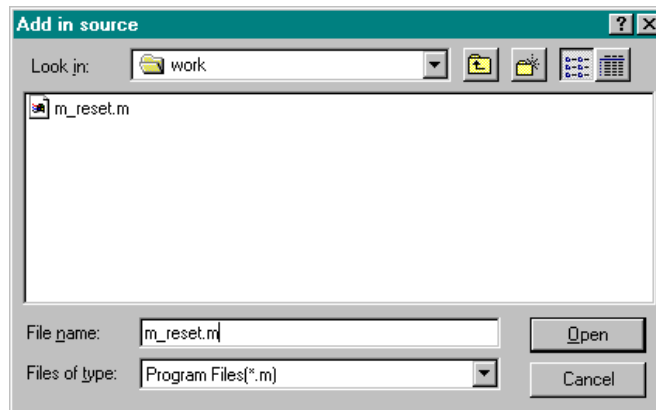 Add in source
Look in: work
m_reset.m
File name: m_reset.m Open
Files of type: Program Files(*.m) Cancel